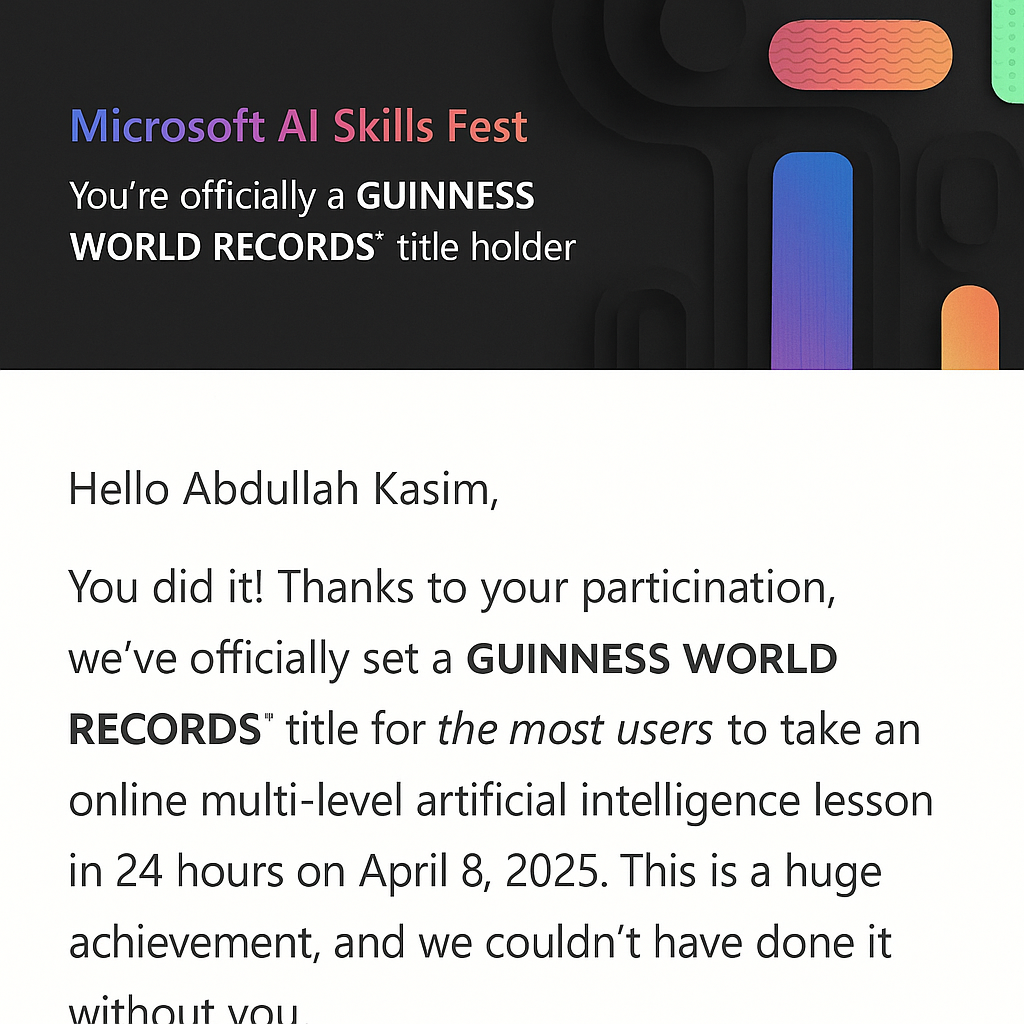 Microsoft AI Skills Fest
You're officially a GUINNESS
WORLD RECORDS* title holder
Hello Abdullah Kasim,
You did it! Thanks to your particination,
we've officially set a GUINNESS WORLD
RECORDS™ title for the most users to take an
online multi-level artificial intelligence lesson
in 24 hours on April 8, 2025. This is a huge
achievement, and we couldn't have done it
without you.